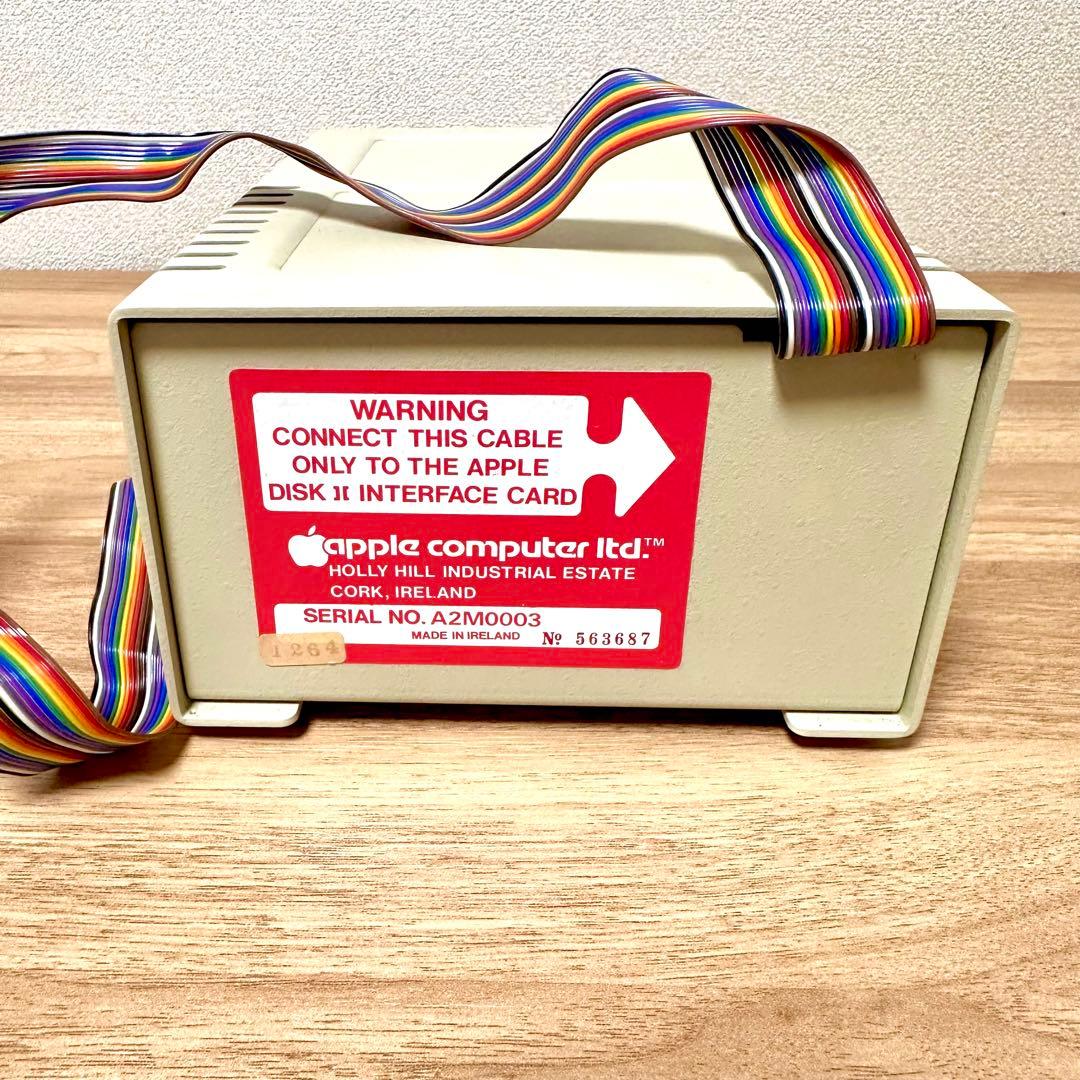 WARNING
CONNECT THIS CABLE
ONLY TO THE APPLE
DISK ][ INTERFACE CARD
apple computer ltd.™
HOLLY HILL INDUSTRIAL ESTATE
CORK, IRELAND
SERIAL NO. A2M0003
MADE IN IRELAND № 563687
1264